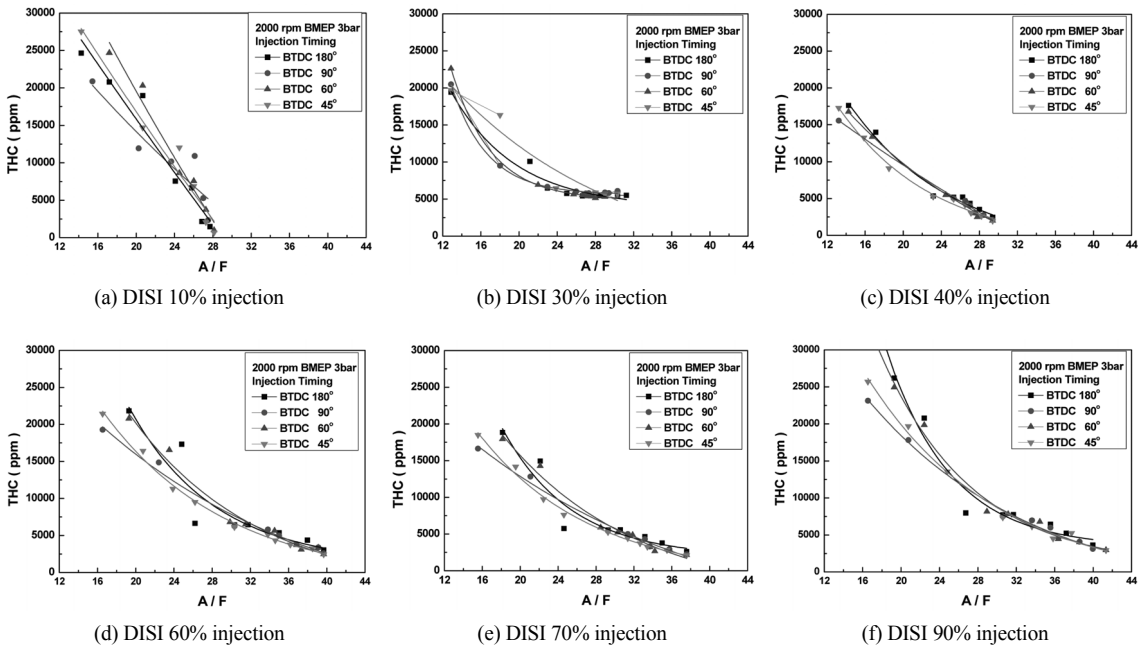 30000
25000
20000
15000
10000
5000
0
THC ( ppm )
2000 rpm BMEP 3bar
Injection Timing
BTDC 180°
BTDC 90°
BTDC 60°
BTDC 45°
12 16 20 24 28 32 36 40 44
A / F
(a) DISI 10% injection
30000
25000
20000
15000
10000
5000
0
THC ( ppm )
2000 rpm BMEP 3bar
Injection Timing
BTDC 180°
BTDC 90°
BTDC 60°
BTDC 45°
12 16 20 24 28 32 36 40 44
A / F
(b) DISI 30% injection
30000
25000
20000
15000
10000
5000
0
THC ( ppm )
2000 rpm BMEP 3bar
Injection Timing
BTDC 180°
BTDC 90°
BTDC 60°
BTDC 45°
12 16 20 24 28 32 36 40 44
A / F
(c) DISI 40% injection
30000
25000
20000
15000
10000
5000
0
THC ( ppm )
2000 rpm BMEP 3bar
Injection Timing
BTDC 180°
BTDC 90°
BTDC 60°
BTDC 45°
12 16 20 24 28 32 36 40 44
A / F
(d) DISI 60% injection
30000
25000
20000
15000
10000
5000
0
THC ( ppm )
2000 rpm BMEP 3bar
Injection Timing
BTDC 180°
BTDC 90°
BTDC 60°
BTDC 45°
12 16 20 24 28 32 36 40 44
A / F
(e) DISI 70% injection
30000
25000
20000
15000
10000
5000
0
THC ( ppm )
2000 rpm BMEP 3bar
Injection Timing
BTDC 180°
BTDC 90°
BTDC 60°
BTDC 45°
12 16 20 24 28 32 36 40 44
A / F
(f) DISI 90% injection